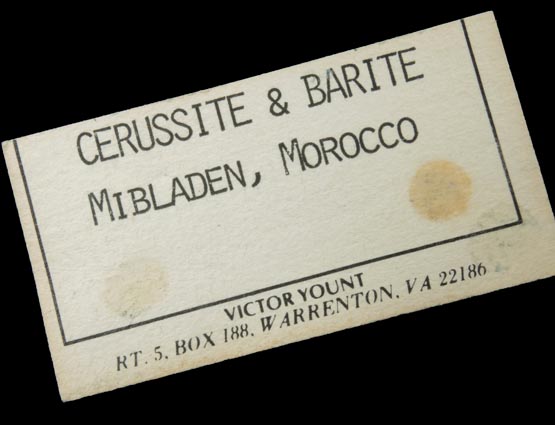 CERUSSITE & BARITE
MIBLADEN, MOROCCO
VICTOR YOUNT
RT. 5, BOX 188, WARRENTON, VA 22186